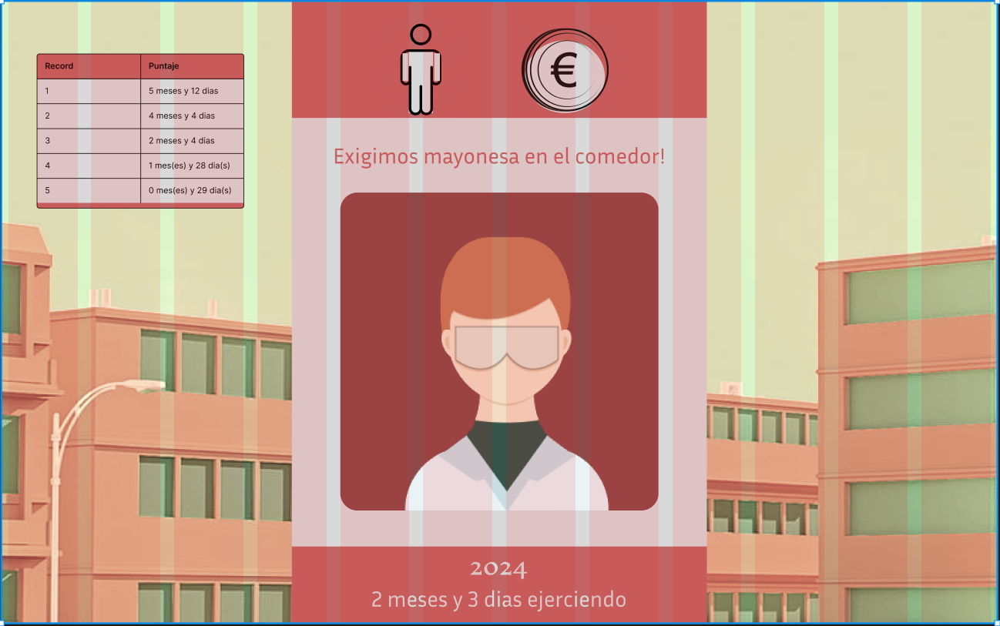 Record Puntaje
1 5 meses y 12 dias
2 4 meses y 4 dias
3 2 meses y 4 dias
4 1 mes(es) y 28 dia(s)
5 0 mes(es) y 29 dia(s)
€
Exigimos mayonesa en el comedor!
2024
2 meses y 3 dias ejerciendo